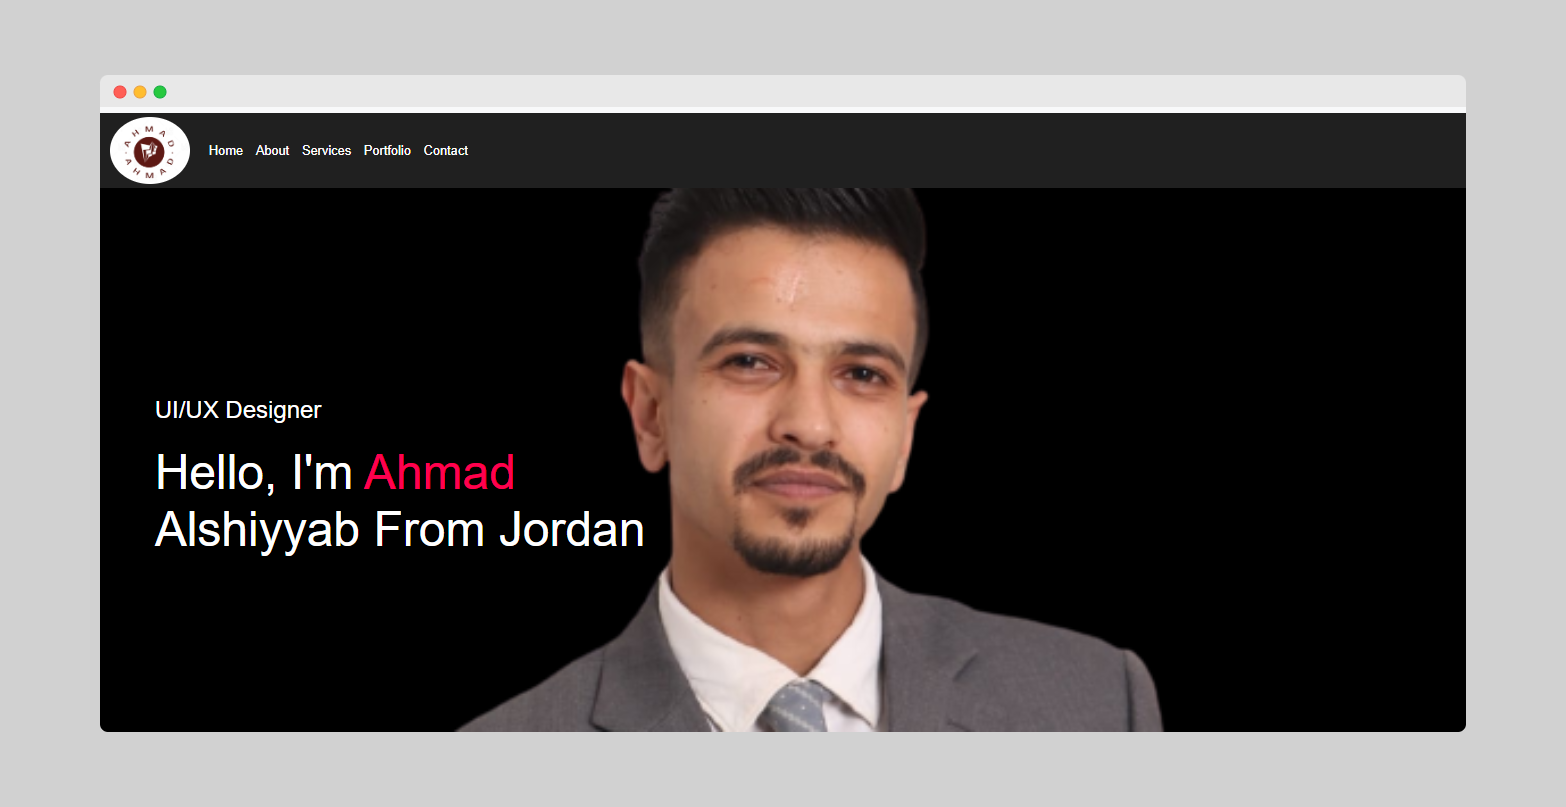 AHMAD
AHMAD
Home About Services Portfolio Contact
UI/UX Designer
Hello, I'm Ahmad
Alshiyyab From Jordan